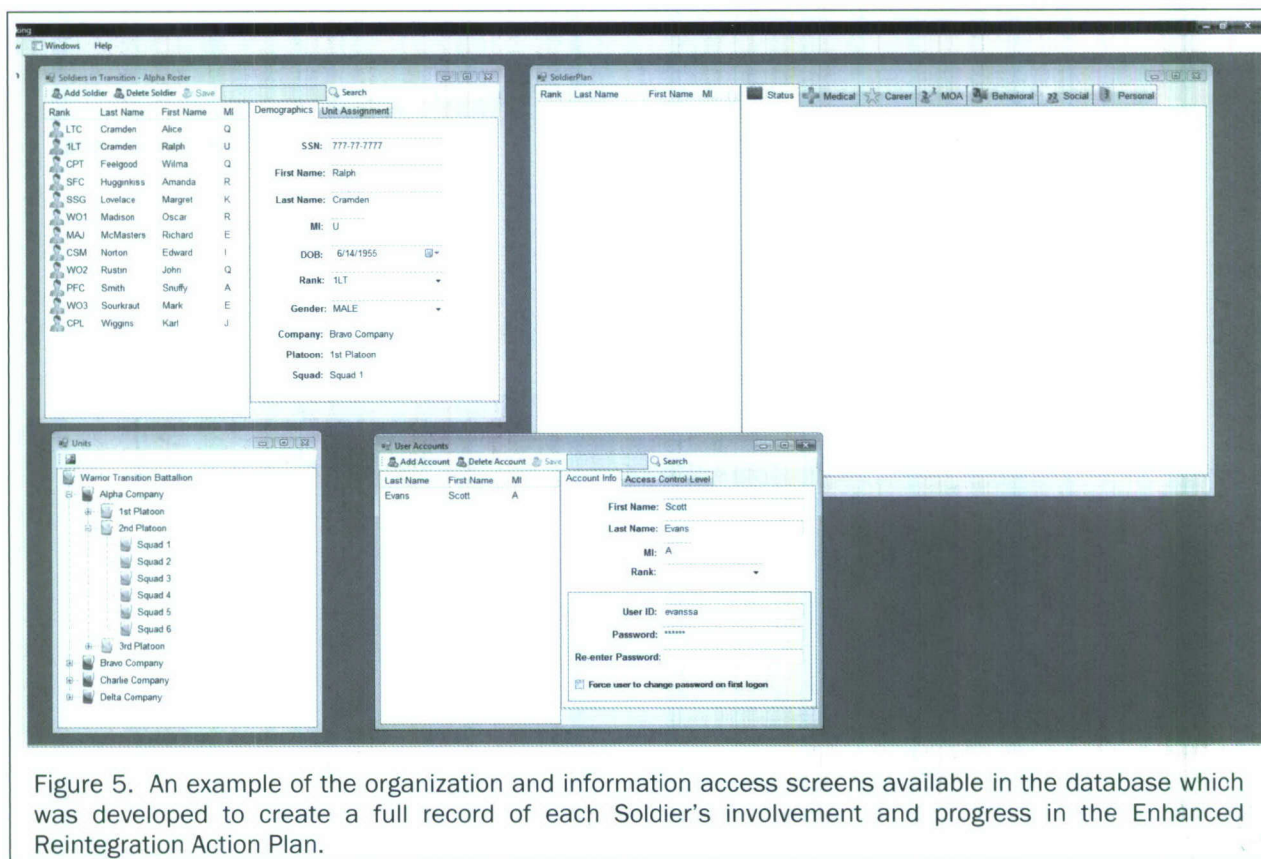 Windows Help
Soldiers in Transition - Alpha Roster
Add Soldier Delete Soldier Save Search
Rank Last Name First Name MI
LTC Cramden Alice Q
1LT Cramden Ralph U
CPT Feelgood Wilma Q
SFC Hugginkiss Amanda R
SSG Lovelace Margret K
WO1 Madison Oscar R
MAJ McMasters Richard E
CSM Norton Edward I
WO2 Rustin John Q
PFC Smith Snuffy A
WO3 Sourkraut Mark E
CPL Wiggins Karl J
Demographics Unit Assignment
SSN: 777-77-7777
First Name: Ralph
Last Name: Cramden
MI: U
DOB: 6/14/1955
Rank: 1LT
Gender: MALE
Company: Bravo Company
Platoon: 1st Platoon
Squad: Squad 1
SoldierPlan
Rank Last Name First Name MI
Status Medical Career MOA Behavioral Social Personal
Units
Warrior Transition Battallion
Alpha Company
1st Platoon
2nd Platoon
Squad 1
Squad 2
Squad 3
Squad 4
Squad 5
Squad 6
3rd Platoon
Bravo Company
Charlie Company
Delta Company
User Accounts
Add Account Delete Account Save Search
Last Name First Name MI
Evans Scott A
Account Info Access Control Level
First Name: Scott
Last Name: Evans
MI: A
Rank:
User ID: evanssa
Password: ******
Re-enter Password:
Force user to change password on first logon
Figure 5. An example of the organization and information access screens available in the database which
was developed to create a full record of each Soldier's involvement and progress in the Enhanced
Reintegration Action Plan.